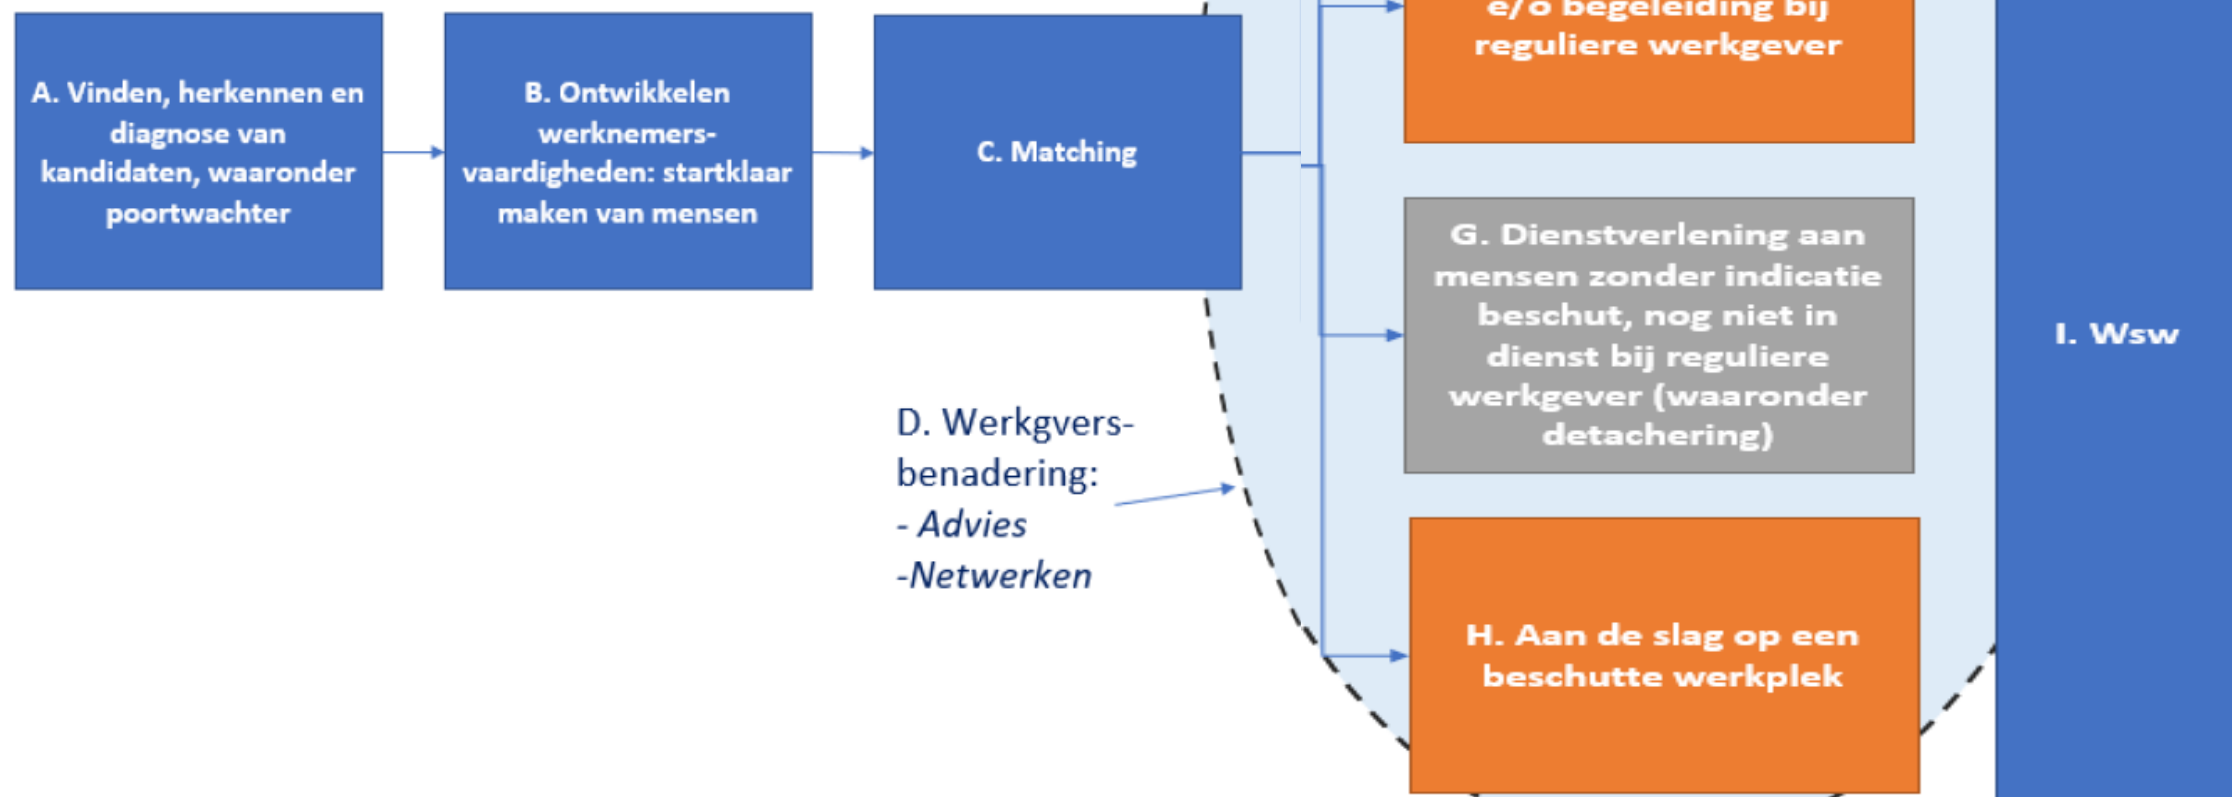 A. Vinden, herkennen en
diagnose van
kandidaten, waaronder
poortwachter
B. Ontwikkelen
werknemers-
vaardigheden: startklaar
maken van mensen
C. Matching
D. Werkgvers-
benadering:
- Advies
-Netwerken
e/o begeleiding bij
reguliere werkgever
G. Dienstverlening aan
mensen zonder indicatie
beschut, nog niet in
dienst bij reguliere
werkgever (waaronder
detachering)
H. Aan de slag op een
beschutte werkplek
I. Wsw